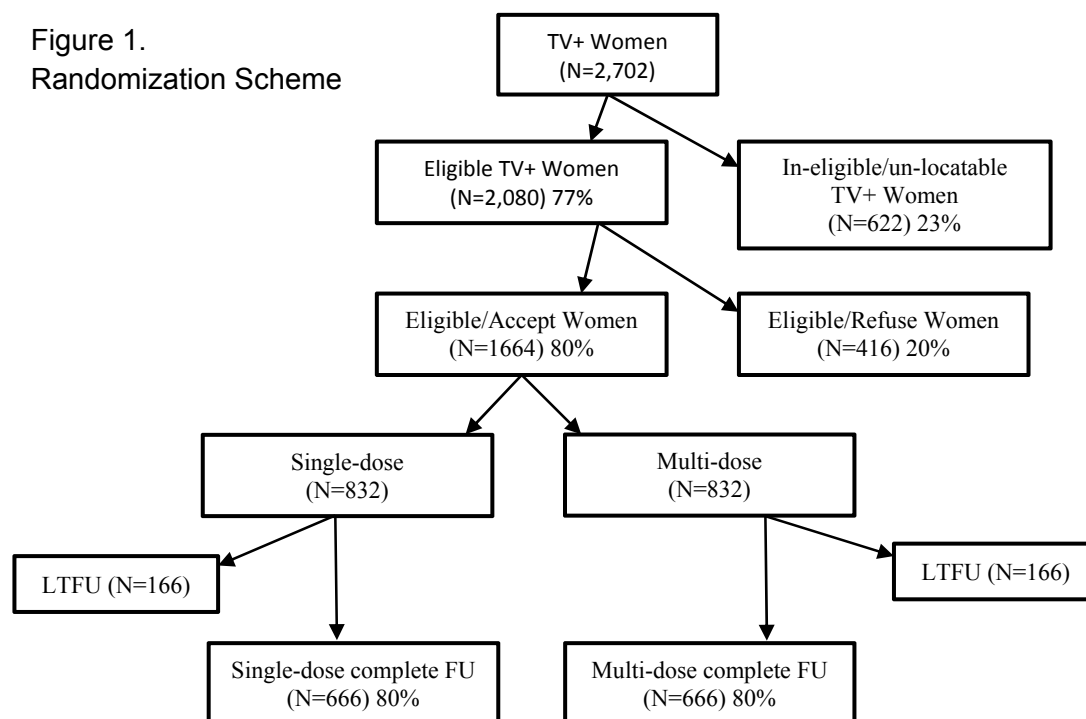 Figure 1.
Randomization Scheme
TV+ Women
(N=2,702)
Eligible TV+ Women
(N=2,080) 77%
In-eligible/un-locatable
TV+ Women
(N=622) 23%
Eligible/Accept Women
(N=1664) 80%
Eligible/Refuse Women
(N=416) 20%
Single-dose
(N=832)
Multi-dose
(N=832)
LTFU (N=166)
LTFU (N=166)
Single-dose complete FU
(N=666) 80%
Multi-dose complete FU
(N=666) 80%